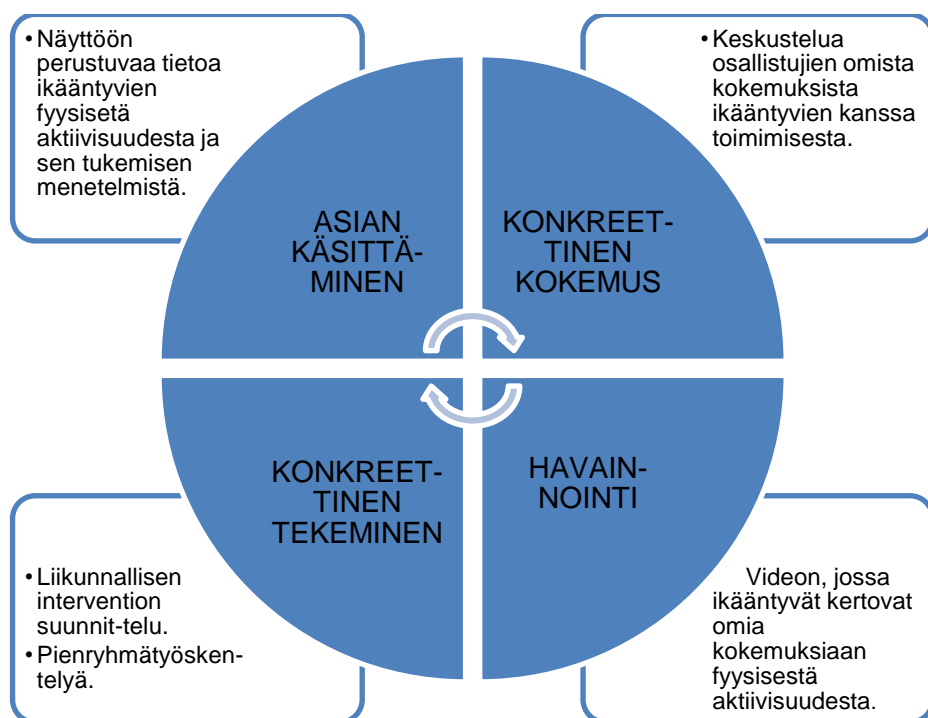 • Näyttöön
perustuvaa tietoa
ikääntyvien
fyysisetä
aktiivisuudesta ja
sen tukemisen
menetelmistä.
• Keskustelua
osallistujien omista
kokemuksista
ikääntyvien kanssa
toimimisesta.
ASIAN
KÄSITTÄ-
MINEN
KONKREET-
TINEN
KOKEMUS
KONKREET-
TINEN
TEKEMINEN
HAVAIN-
NOINTI
• Liikunnallisen
intervention
suunnit-telu.
• Pienryhmätyösken-
telyä.
Videon, jossa
ikääntyvät kertovat
omia
kokemuksiaan
fyysisestä
aktiivisuudesta.